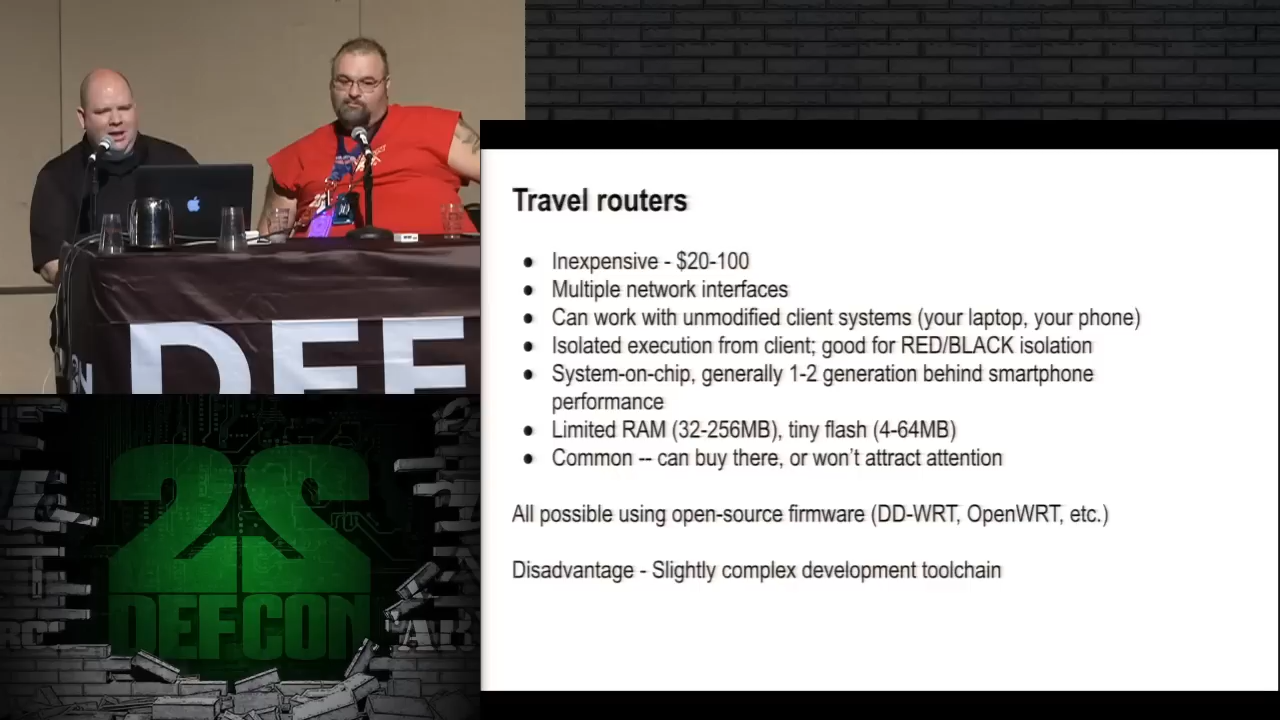 Travel routers
● Inexpensive - $20-100
● Multiple network interfaces
● Can work with unmodified client systems (your laptop, your phone)
● Isolated execution from client; good for RED/BLACK isolation
● System-on-chip, generally 1-2 generation behind smartphone
performance
● Limited RAM (32-256MB), tiny flash (4-64MB)
● Common -- can buy there, or won't attract attention
All possible using open-source firmware (DD-WRT, OpenWRT, etc.)
Disadvantage - Slightly complex development toolchain
DEF
22
DEFCON